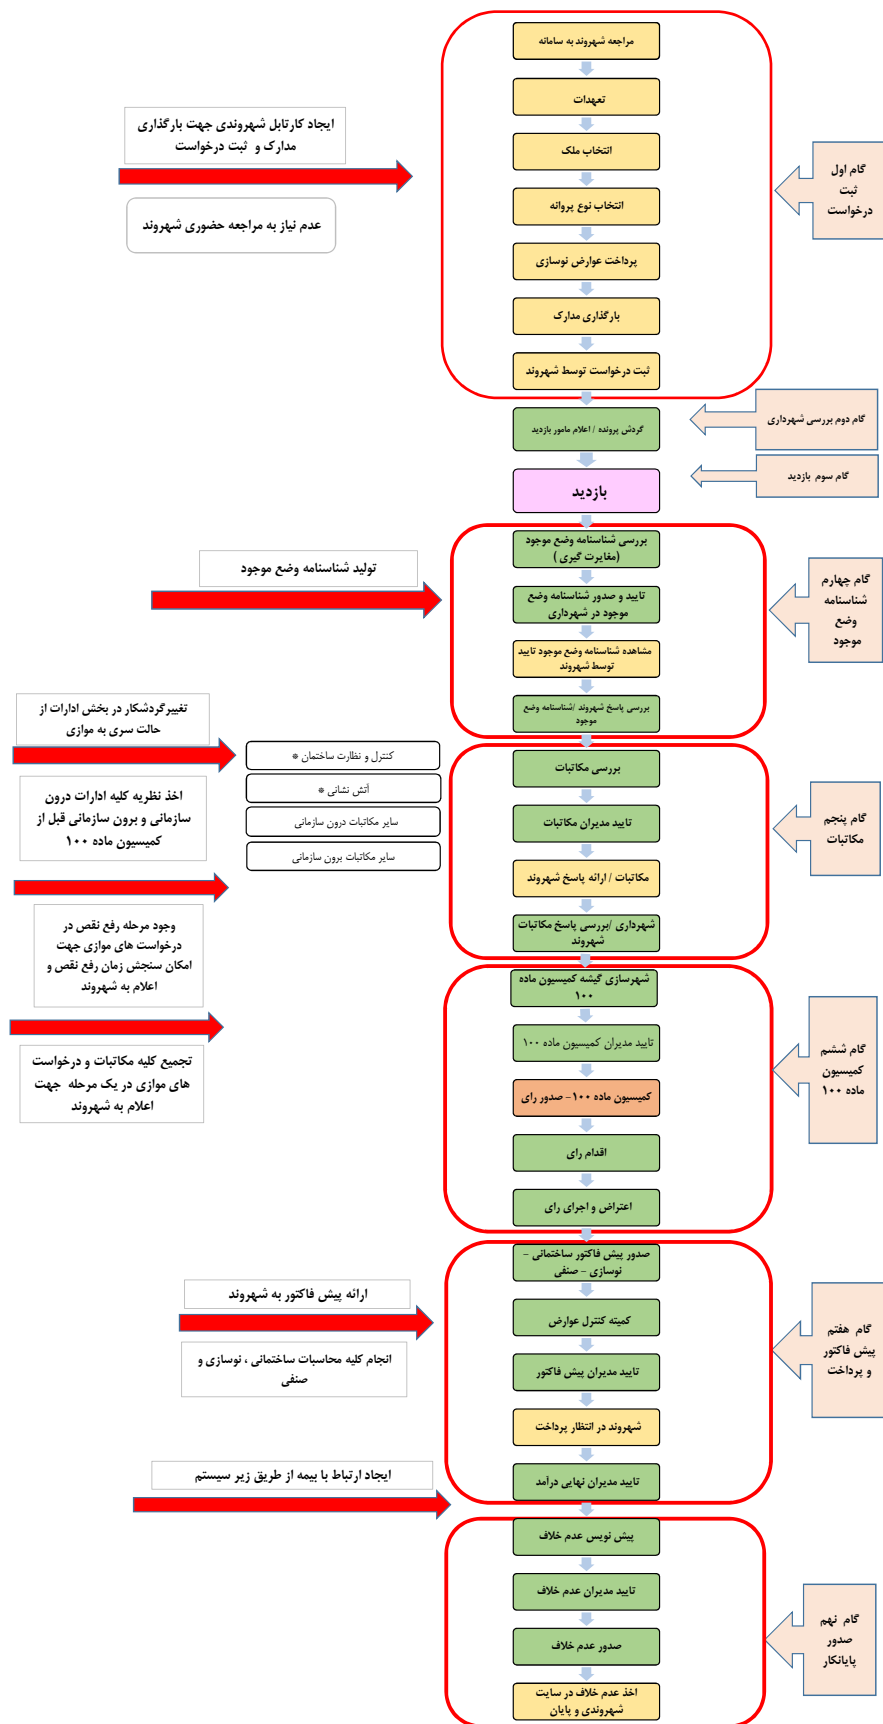 مراجعه شهروند به سامانه
تعهدات
انتخاب ملک
انتخاب نوع پروانه
پرداخت عوارض نوسازی
بارگذاری مدارک
ثبت درخواست توسط شهروند
گام اول
ثبت
درخواست
ایجاد کارتابل شهروندی جهت بارگذاری
مدارک و ثبت درخواست
عدم نیاز به مراجعه حضوری شهروند
گردش پرونده / اعلام مامور بازدید
گام دوم بررسی شهرداری
بازدید
گام سوم بازدید
بررسی شناسنامه وضع موجود
(مغایرت گیری )
تایید و صدور شناسنامه وضع
موجود در شهرداری
مشاهده شناسنامه وضع موجود تایید
توسط شهروند
بررسی پاسخ شهروند /شناسنامه وضع
موجود
گام چهارم
شناسنامه
وضع
موجود
تولید شناسنامه وضع موجود
بررسی مکاتبات
تایید مدیران مکاتبات
مکاتبات / ارائه پاسخ شهروند
شهرداری /بررسی پاسخ مکاتبات
شهروند
گام پنجم
مکاتبات
کنترل و نظارت ساختمان *
آتش نشانی *
سایر مکاتبات درون سازمانی
سایر مکاتبات برون سازمانی
تغییرگردشکار در بخش ادارات از
حالت سری به موازی
اخذ نظریه کلیه ادارات درون
سازمانی و برون سازمانی قبل از
کمیسیون ماده ۱۰۰
وجود مرحله رفع نقص در
درخواست های موازی جهت
امکان سنجش زمان رفع نقص و
اعلام به شهروند
تجمیع کلیه مکاتبات و درخواست
های موازی در یک مرحله جهت
اعلام به شهروند
شهرسازی گیشه کمیسیون ماده
۱۰۰
تایید مدیران کمیسیون ماده ۱۰۰
کمیسیون ماده ۱۰۰- صدور رای
اقدام رای
اعتراض و اجرای رای
گام ششم
کمیسیون
ماده ۱۰۰
صدور پیش فاکتور ساختمانی –
نوسازی – صنفی
کمیته کنترل عوارض
تایید مدیران پیش فاکتور
شهروند در انتظار پرداخت
تایید مدیران نهایی درآمد
گام هفتم
پیش فاکتور
و پرداخت
ارائه پیش فاکتور به شهروند
انجام کلیه محاسبات ساختمانی ، نوسازی و
صنفی
ایجاد ارتباط با بیمه از طریق زیر سیستم
پیش نویس عدم خلاف
تایید مدیران عدم خلاف
صدور عدم خلاف
اخذ عدم خلاف در سایت
شهروندی و پایان
گام نهم
صدور
پایانکار